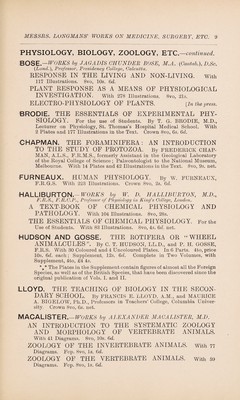 MESSRS. LONGMANS' WORKS ON MEDICINE, SURGERY, ETC. 9
PHYSIOLOGY, BIOLOGY, ZOOLOGY, ETC.—continued.
BOSE.—WORKS by JAGADIS CHUNDER BOSE, M.A. (Cantab.), D.Sc.
(Lond.), Professor, Presidency College, Calcutta.
RESPONSE IN THE LIVING AND NON-LIVING. With
117 Illustrations. 8vo, 10s. 6d.
PLANT RESPONSE AS A MEANS OF PHYSIOLOGICAL
INVESTIGATION. With 278 Illustrations. 8vo, 21s.
ELECTRO-PHYSIOLOGY OF PLANTS. [In the press.
BRODIE. THE ESSENTIALS OF EXPERIMENTAL PHY-
SIOLOGY. For the use of Students. By T. G. BRODIE, M.D.,
Lecturer on Physiology, St. Thomas's Hospital Medical School. With
2 Plates and 177 Illustrations in the Text. Crown 8vo, 6s. 6d.
CHAPMAN. THE FORAMINIFERA: AN INTRODUCTION
TO THE STUDY OF PROTOZOA. By FREDERICK CHAP-
MAN, A.L.S., F.R.M.S., formerly Assistant in the Geological Laboratory
of the Royal College of Science; Palæontologist to the National Museum,
Melbourne. With 14 Plates and 42 Illustrations in the Text. 8vo, 9s. net.
FURNEAUX. HUMAN PHYSIOLOGY. By W. FURNEAUX,
F.R.G.S. With 218 Illustrations. Crown 8vo, 2s. 6d.
HALLIBURTON.—WORKS by W. D. HALLIBURTON, M.D.,
F.R.S., F.R.C.P., Professor of Physiology in King's College, London.
A TEXT-BOOK OF CHEMICAL PHYSIOLOGY AND
PATHOLOGY. With 104 Illustrations. 8vo, 28s.
THE ESSENTIALS OF CHEMICAL PHYSIOLOGY. For the
Use of Students. With 83 Illustrations. 8vo, 4s. 6d. net.
HUDSON AND GOSSE. THE ROTIFERA OR "WHEEL
ANIMALCULES". By C. T. HUDSON, LL.D., and P. H. GOSSE,
F.R.S. With 30 Coloured and 4 Uncoloured Plates. In 6 Parts. 4to, price
10s. 6d. each; Supplement, 12s. 6d. Complete in Two Volumes, with
Supplement, 4to, £4 4s.
*⁎* The Plates in the Supplement contain figures of almost all the Foreign
Species, as well as of the British Species, that have been discovered since the
original publication of Vols. I. and II.
LLOYD. THE TEACHING OF BIOLOGY IN THE SECON-
DARY SCHOOL. By FRANCIS E. LLOYD, A.M., and MAURICE
A. BIGELOW, Ph.D., Professors in Teachers' College, Columbia Univer-
sity. Crown 8vo, 6s. net.
MACALISTER.—WORKS by ALEXANDER MACALISTER, M.D.
AN INTRODUCTION TO THE SYSTEMATIC ZOOLOGY
AND MORPHOLOGY OF VERTEBRATE ANIMALS.
With 41 Diagrams. 8vo, 10s. 6d.
ZOOLOGY OF THE INVERTEBRATE ANIMALS. With 77
Diagrams. Fcp. 8vo, 1s. 6d.
ZOOLOGY OF THE VERTEBRATE ANIMALS. With 59
Diagrams. Fcp. 8vo, 1s. 6d.